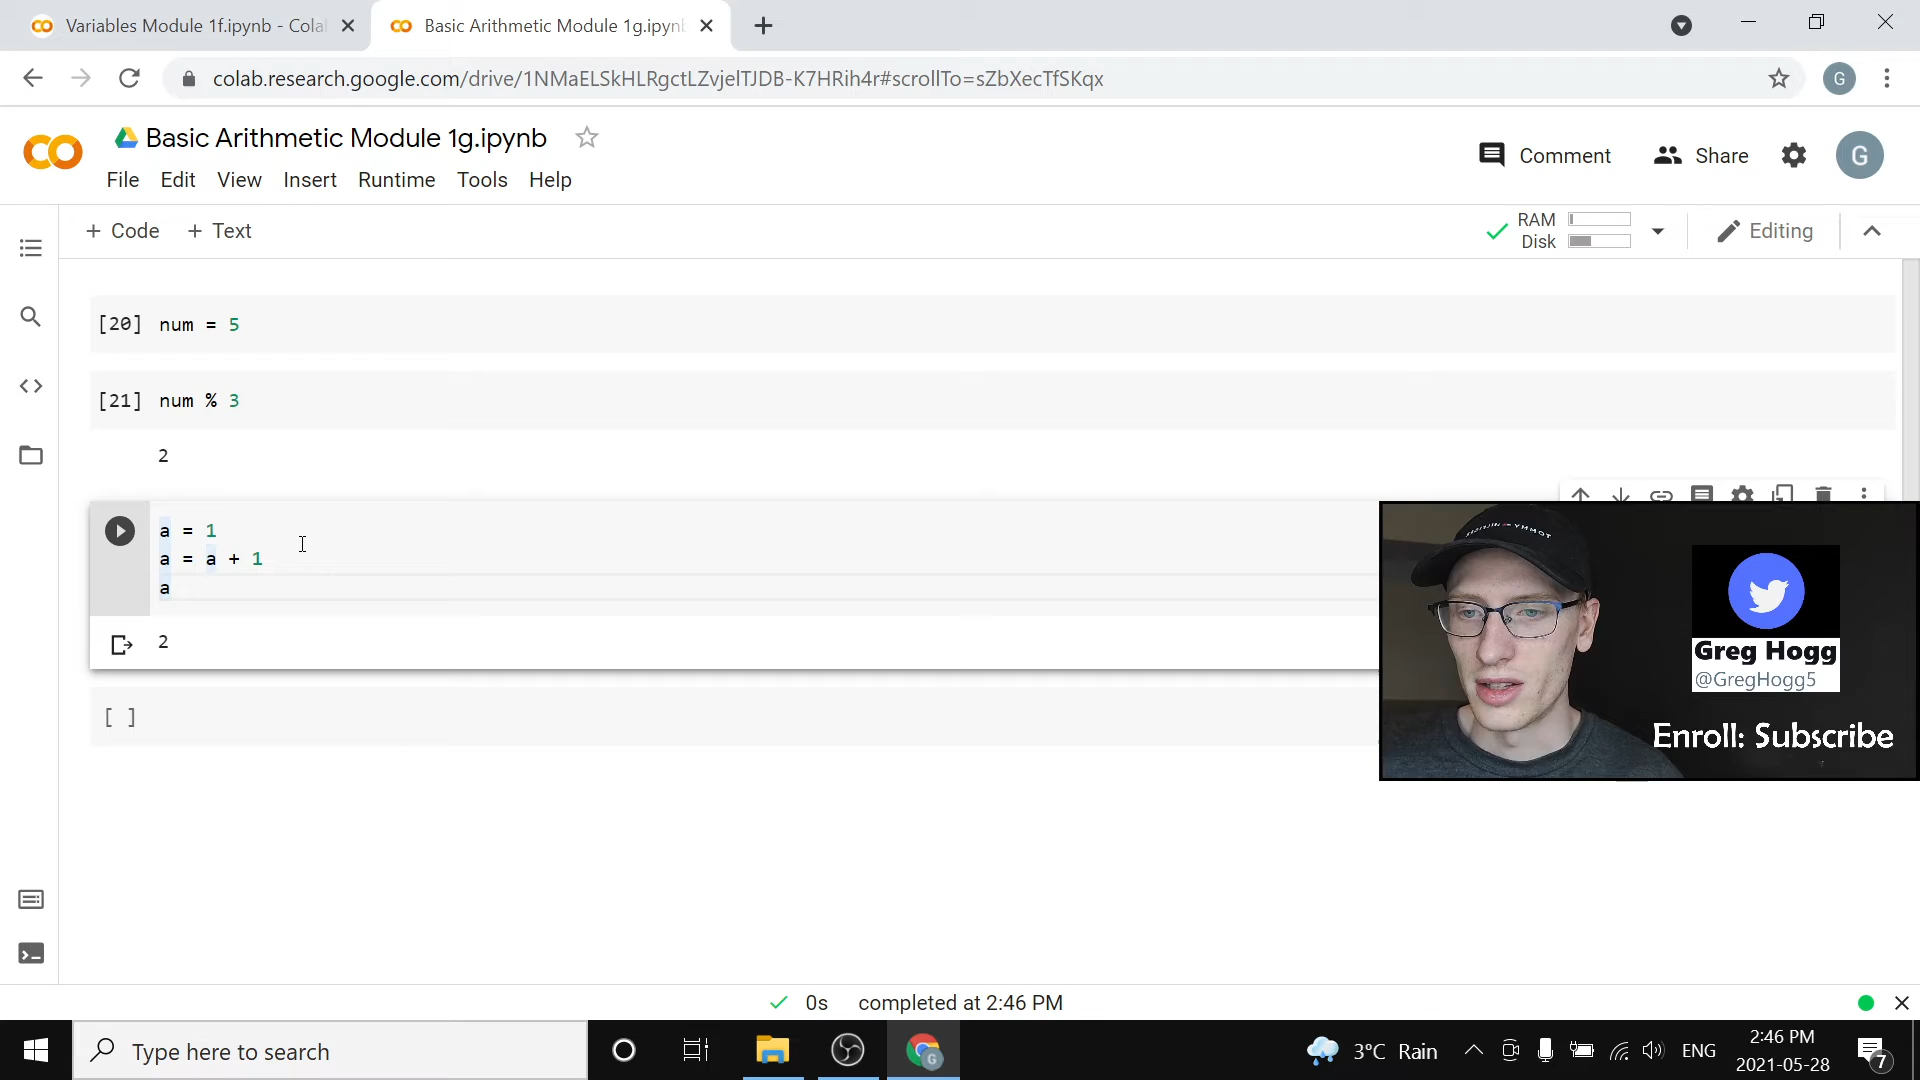 Variables Module 1f.ipynb - Cola
Basic Arithmetic Module 1g.ipynb
colab.research.google.com/drive/1NMaELSkHLRgctLZvjelTJDB-K7HRih4r#scrollTo=sZbXecTfSKqx
G
Basic Arithmetic Module 1g.ipynb
File Edit View Insert Runtime Tools Help
Comment
Share
G
+ Code + Text
RAM
Disk
Editing
[20] num = 5
[21] num % 3
2
a = 1
a = a + 1
a
2
[ ]
Greg Hogg
@GregHogg5
Enroll: Subscribe
0s completed at 2:46 PM
Type here to search
G
3°C Rain
ENG
2:46 PM
2021-05-28
7